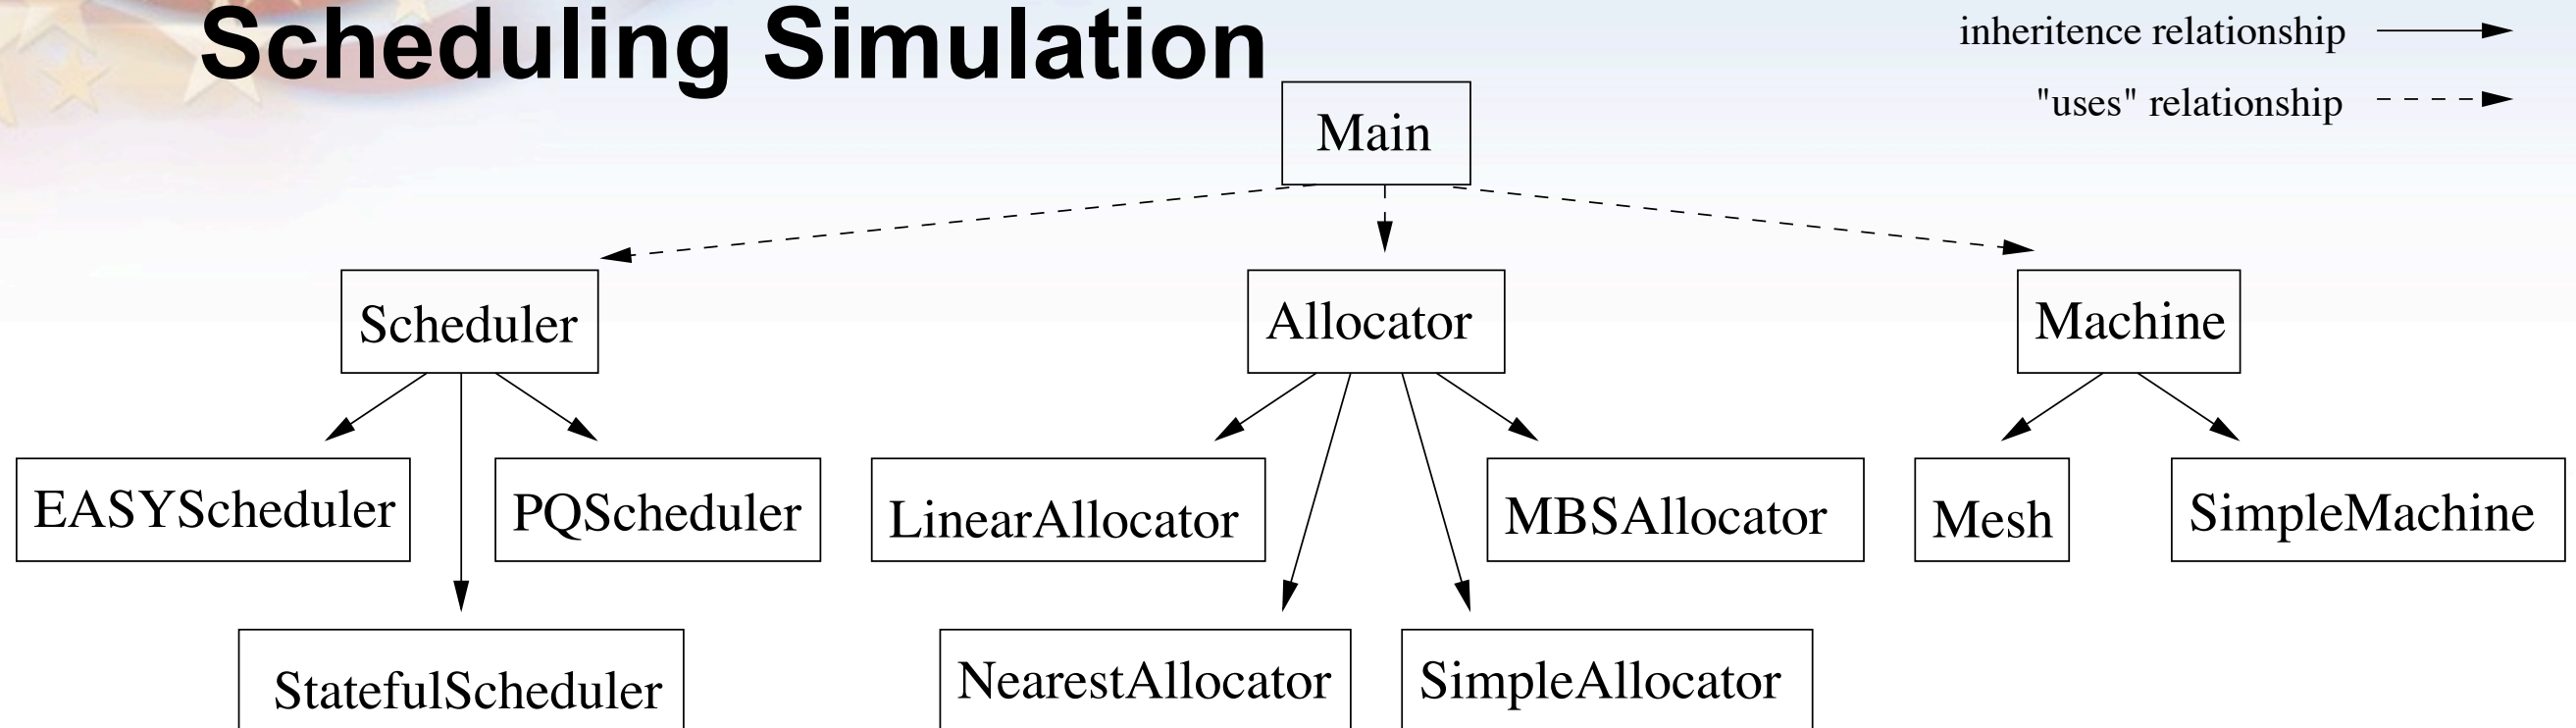 Scheduling Simulation
inheritence relationship
"uses" relationship
Main
Scheduler
Allocator
Machine
EASYScheduler
PQScheduler
LinearAllocator
MBSAllocator
Mesh
SimpleMachine
StatefulScheduler
NearestAllocator
SimpleAllocator